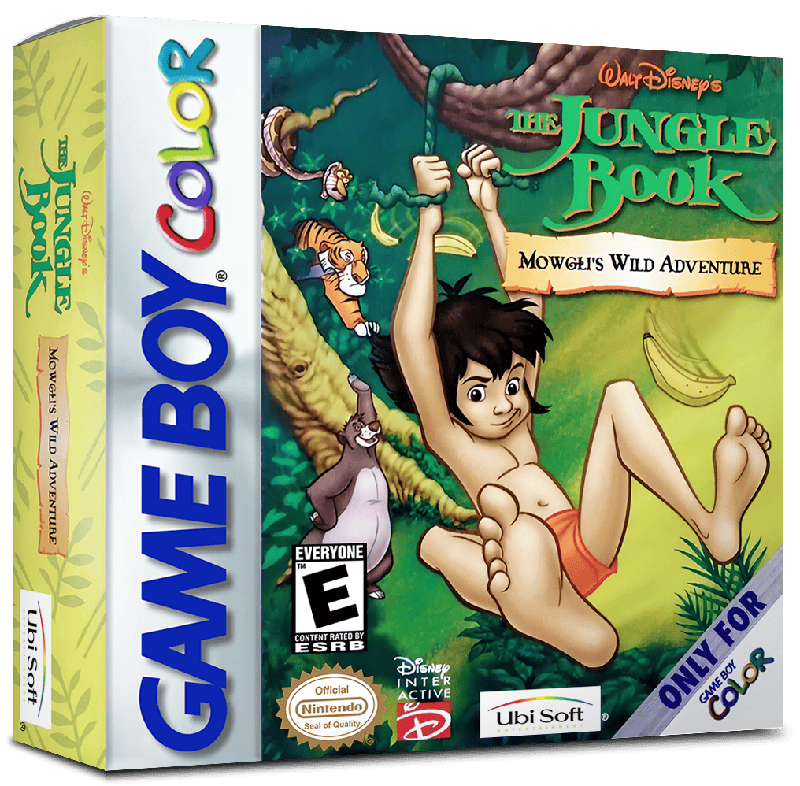 WALT DISNEY'S
THE JUNGLE
BOOK
MOWGLI'S WILD ADVENTURE
Ubi Soft
GAME BOY COLOR
®
WALT DISNEY'S
THE JUNGLE
BOOK
MOWGLI'S WILD ADVENTURE
EVERYONE
TM
E
CONTENT RATED BY
ESRB
Official
Nintendo
Seal of Quality
DISNEY
INTER
ACTIVE
D
Ubi Soft
ENTERTAINMENT
®
ONLY FOR
GAME BOY
COLOR